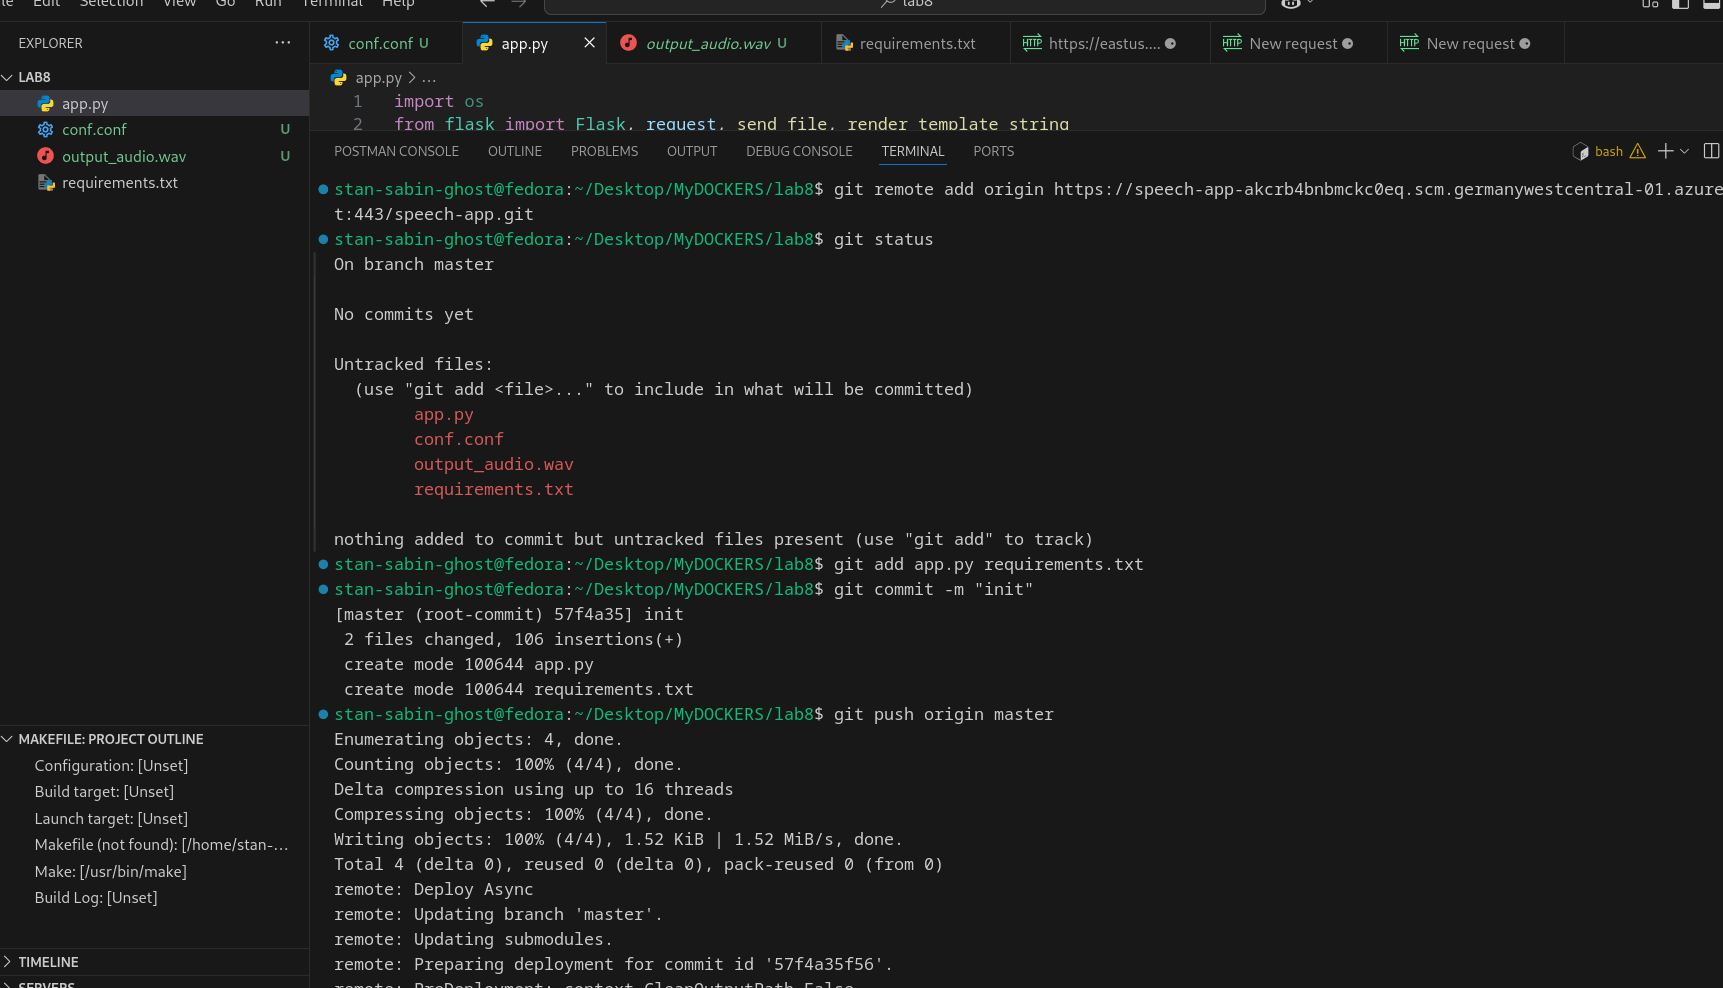 Edit Selection View Go Run Terminal Help
lab8
EXPLORER
LAB8
app.py
conf.conf U
output_audio.wav U
requirements.txt
MAKEFILE: PROJECT OUTLINE
Configuration: [Unset]
Build target: [Unset]
Launch target: [Unset]
Makefile (not found): [/home/stan-...
Make: [/usr/bin/make]
Build Log: [Unset]
TIMELINE
SERVERS
conf.conf U
app.py
output_audio.wav U
requirements.txt
HTTP https://eastus....
HTTP New request
HTTP New request
app.py > ...
1 import os
2 from flask import Flask, request, send_file, render_template_string
POSTMAN CONSOLE OUTLINE PROBLEMS OUTPUT DEBUG CONSOLE TERMINAL PORTS
bash
stan-sabin-ghost@fedora:~/Desktop/MyDOCKERS/lab8$ git remote add origin https://speech-app-akcrb4bnbmckc0eq.scm.germanywestcentral-01.azure
t:443/speech-app.git
stan-sabin-ghost@fedora:~/Desktop/MyDOCKERS/lab8$ git status
On branch master
No commits yet
Untracked files:
(use "git add <file>..." to include in what will be committed)
app.py
conf.conf
output_audio.wav
requirements.txt
nothing added to commit but untracked files present (use "git add" to track)
stan-sabin-ghost@fedora:~/Desktop/MyDOCKERS/lab8$ git add app.py requirements.txt
stan-sabin-ghost@fedora:~/Desktop/MyDOCKERS/lab8$ git commit -m "init"
[master (root-commit) 57f4a35] init
2 files changed, 106 insertions(+)
create mode 100644 app.py
create mode 100644 requirements.txt
stan-sabin-ghost@fedora:~/Desktop/MyDOCKERS/lab8$ git push origin master
Enumerating objects: 4, done.
Counting objects: 100% (4/4), done.
Delta compression using up to 16 threads
Compressing objects: 100% (4/4), done.
Writing objects: 100% (4/4), 1.52 KiB | 1.52 MiB/s, done.
Total 4 (delta 0), reused 0 (delta 0), pack-reused 0 (from 0)
remote: Deploy Async
remote: Updating branch 'master'.
remote: Updating submodules.
remote: Preparing deployment for commit id '57f4a35f56'.
remote: PreDeployment: context.CleanOutputPath False